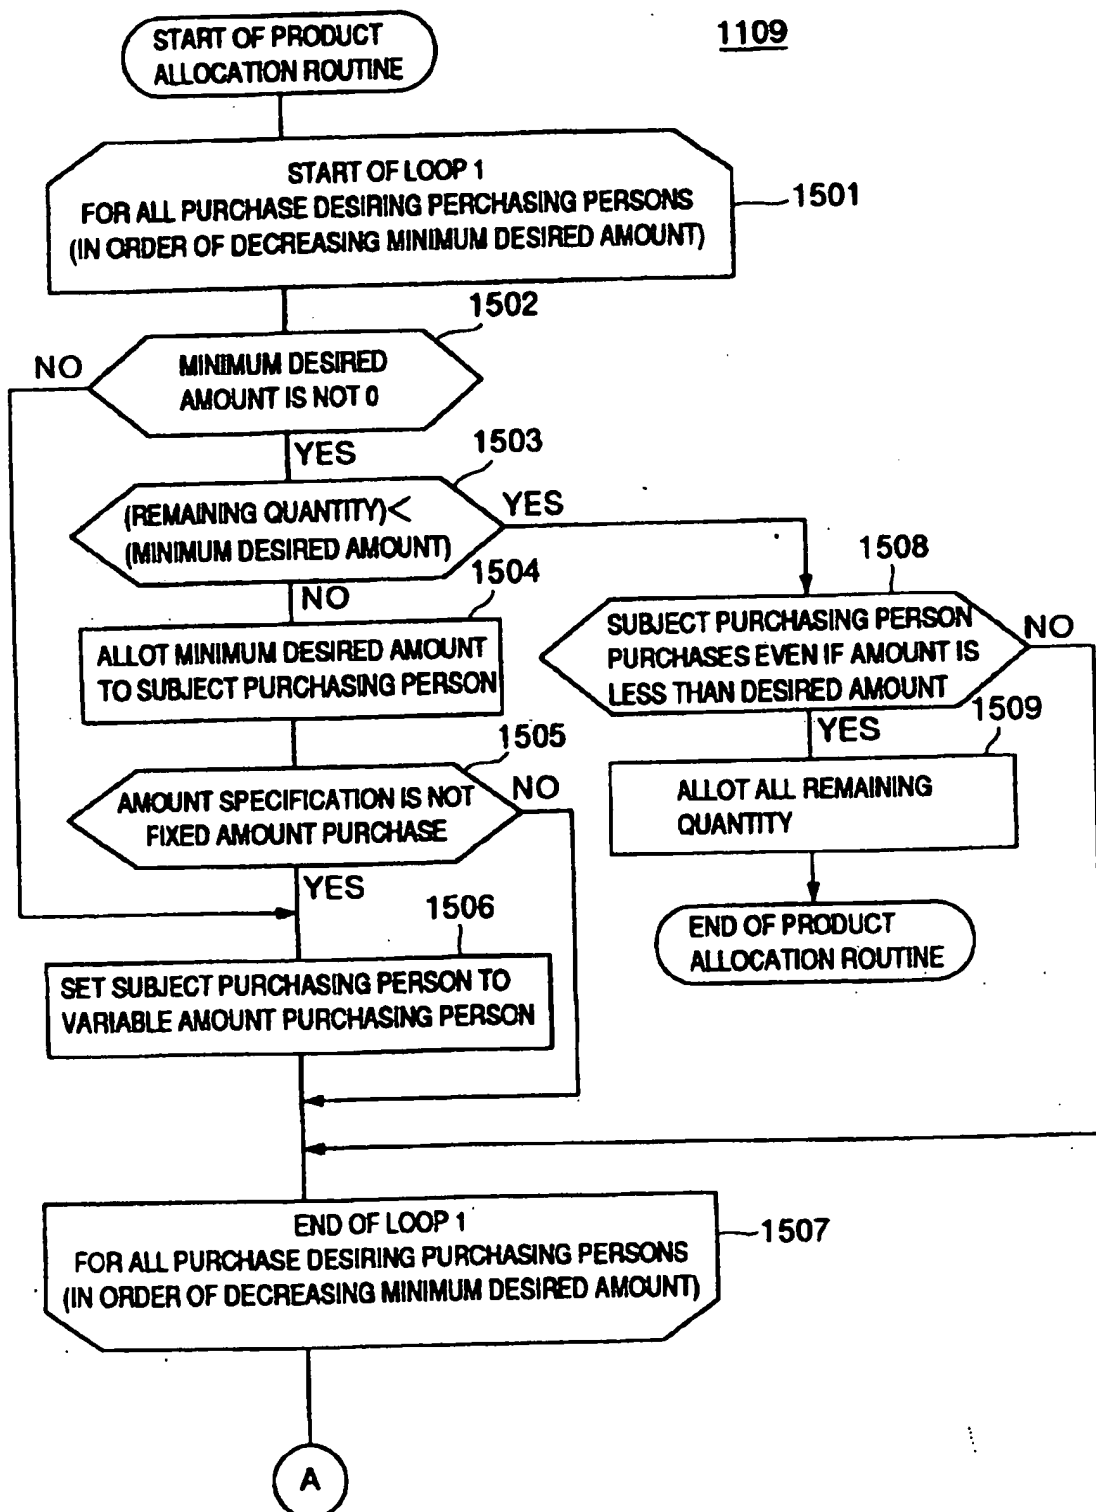 1109
START OF PRODUCT
ALLOCATION ROUTINE
START OF LOOP 1
FOR ALL PURCHASE DESIRING PERCHASING PERSONS
(IN ORDER OF DECREASING MINIMUM DESIRED AMOUNT)
1501
1502
NO
MINIMUM DESIRED
AMOUNT IS NOT 0
YES
1503
(REMAINING QUANTITY)<
(MINIMUM DESIRED AMOUNT)
YES
NO
1504
ALLOT MINIMUM DESIRED AMOUNT
TO SUBJECT PURCHASING PERSON
1505
AMOUNT SPECIFICATION IS NOT
FIXED AMOUNT PURCHASE
NO
YES
1506
SET SUBJECT PURCHASING PERSON TO
VARIABLE AMOUNT PURCHASING PERSON
1508
SUBJECT PURCHASING PERSON
PURCHASES EVEN IF AMOUNT IS
LESS THAN DESIRED AMOUNT
NO
YES
1509
ALLOT ALL REMAINING
QUANTITY
END OF PRODUCT
ALLOCATION ROUTINE
END OF LOOP 1
FOR ALL PURCHASE DESIRING PURCHASING PERSONS
(IN ORDER OF DECREASING MINIMUM DESIRED AMOUNT)
1507
A